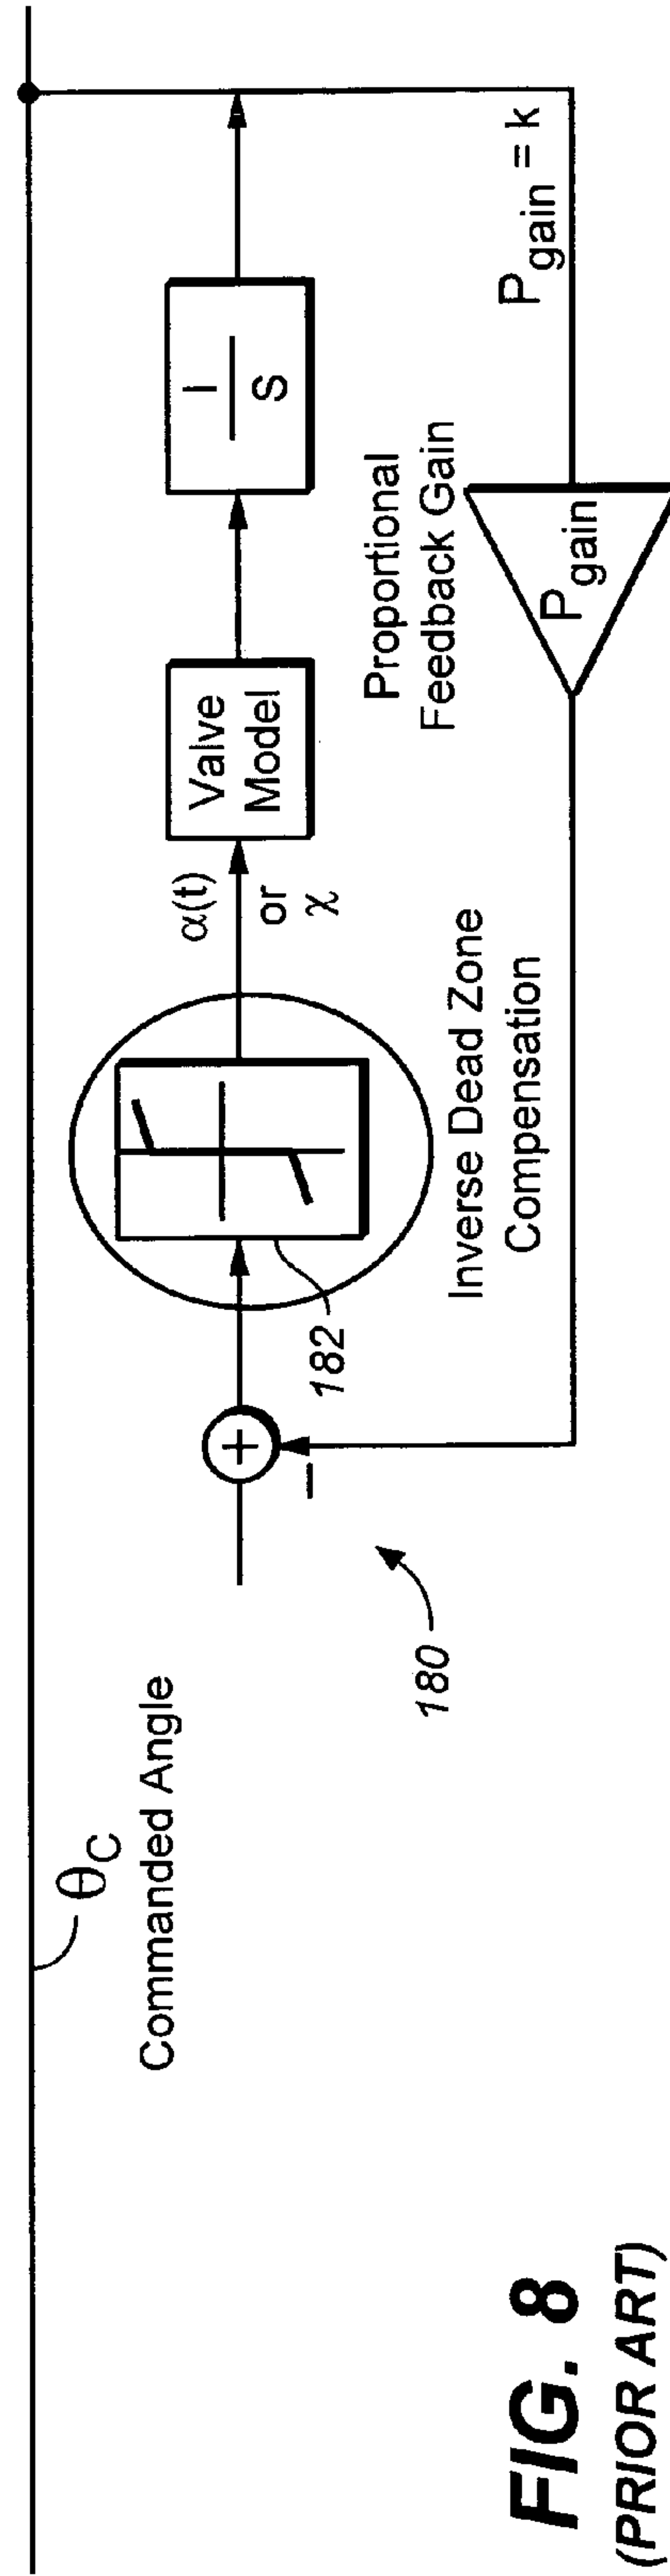 θC
Commanded Angle
180
182
+
−
Inverse Dead Zone
Compensation
α(t)
or
χ
Valve
Model
Proportional
Feedback Gain
I
S
Pgain
Pgain = k
FIG. 8
(PRIOR ART)